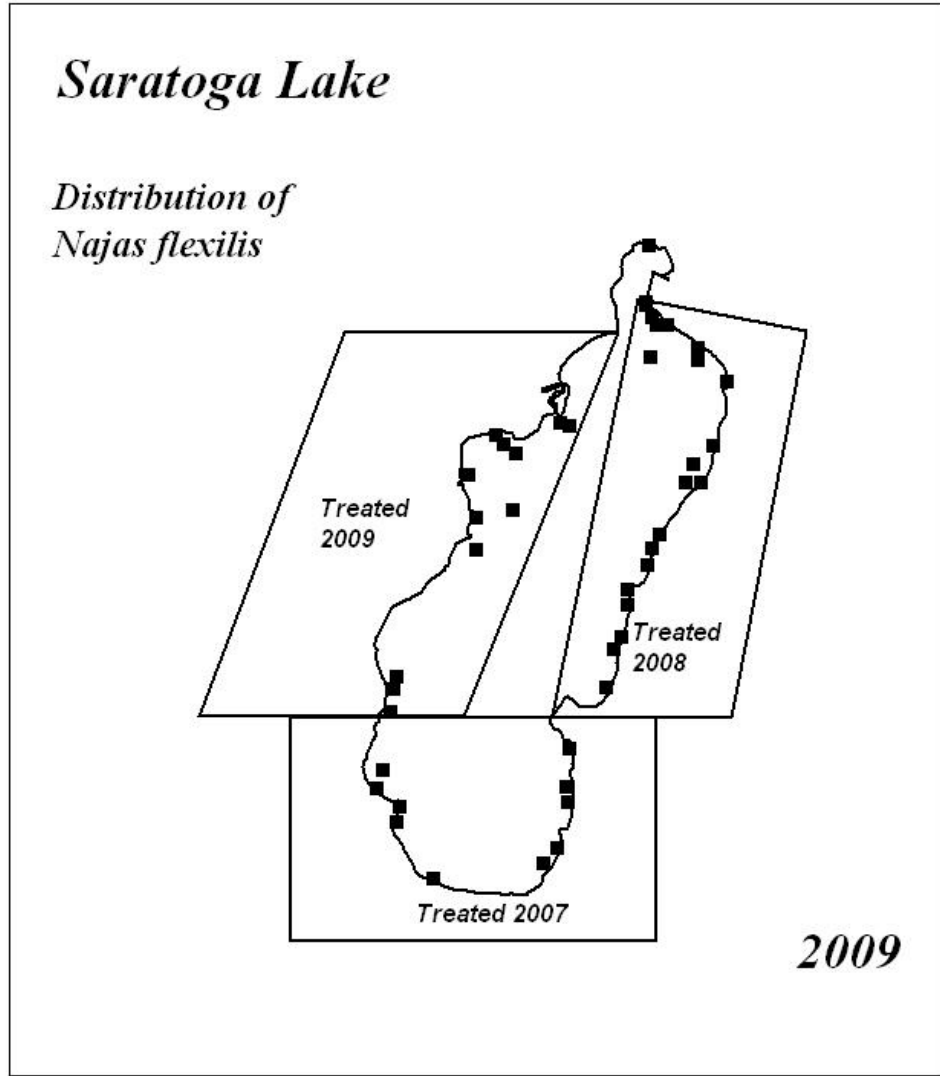 Saratoga Lake
Distribution of
Najas flexilis
Treated
2009
Treated
2008
Treated 2007
2009